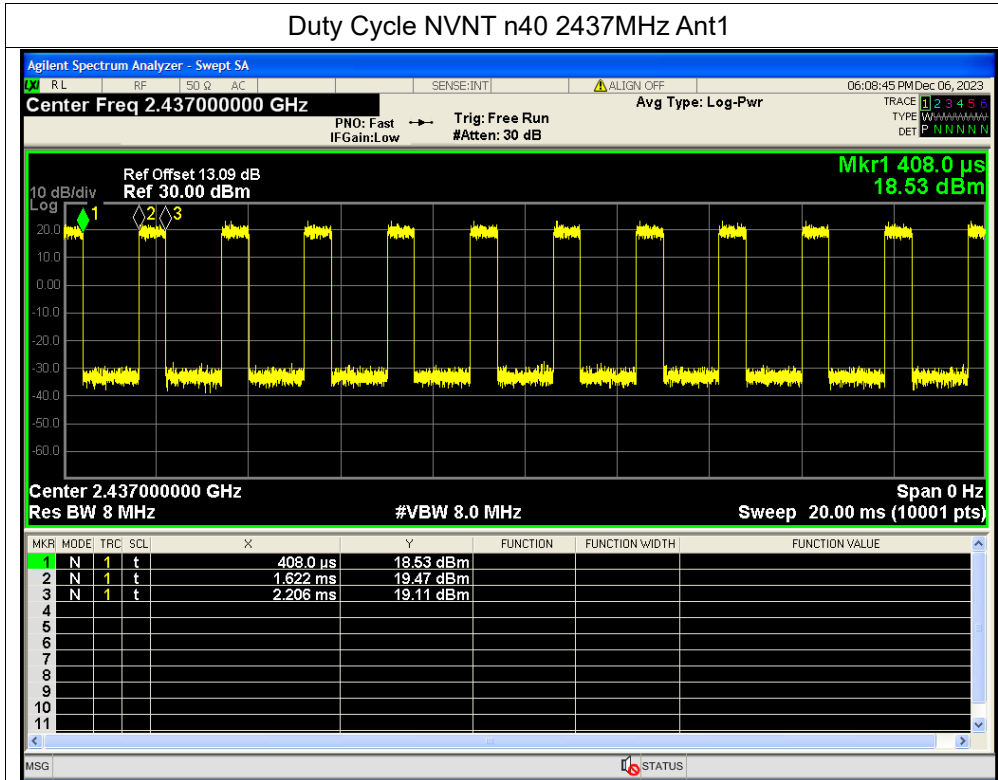 Duty Cycle NVNT n40 2437MHz Ant1
Agilent Spectrum Analyzer - Swept SA
LXI RL RF 50 Ω AC SENSE:INT ALIGN OFF 06:08:45 PM Dec 06, 2023
Center Freq 2.437000000 GHz Avg Type: Log-Pwr TRACE 1 2 3 4 5 6
PNO: Fast Trig: Free Run TYPE WWWWWW
IFGain:Low #Atten: 30 dB DET P N N N N N
Mkr1 408.0 µs
Ref Offset 13.09 dB
10 dB/div Ref 30.00 dBm 18.53 dBm
Log
1 2 3
20.0
10.0
0.00
-10.0
-20.0
-30.0
-40.0
-50.0
-60.0
Center 2.437000000 GHz Span 0 Hz
Res BW 8 MHz #VBW 8.0 MHz Sweep 20.00 ms (10001 pts)
MKR MODE TRC SCL X Y FUNCTION FUNCTION WIDTH FUNCTION VALUE
1 N 1 t 408.0 µs 18.53 dBm
2 N 1 t 1.622 ms 19.47 dBm
3 N 1 t 2.206 ms 19.11 dBm
4
5
6
7
8
9
10
11
MSG STATUS